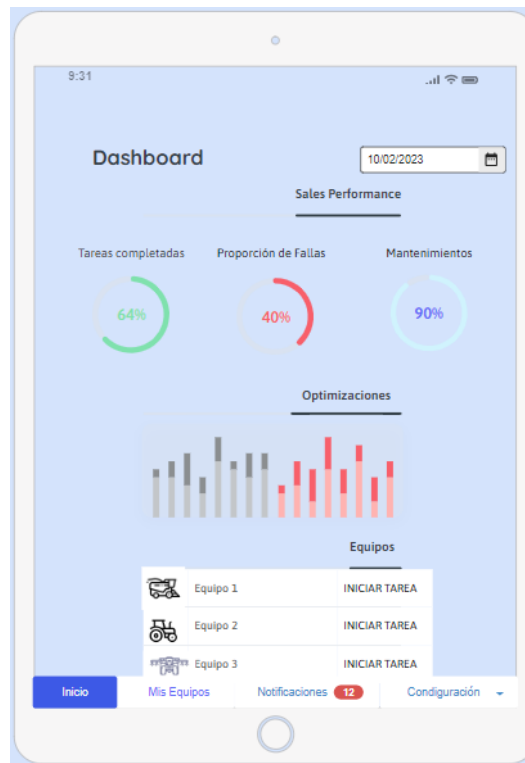 9:31
Dashboard
10/02/2023
Sales Performance
Tareas completadas Proporción de Fallas Mantenimientos
64% 40% 90%
Optimizaciones
Equipos
Equipo 1 INICIAR TAREA
Equipo 2 INICIAR TAREA
Equipo 3 INICIAR TAREA
Inicio Mis Equipos Notificaciones 12 Condiguración